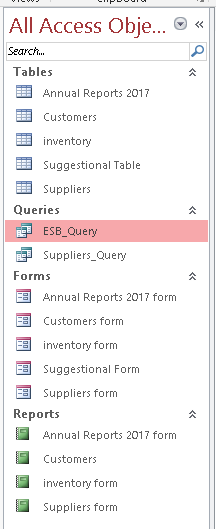 All Access Obje...
Search...
Tables
Annual Reports 2017
Customers
inventory
Suggestional Table
Suppliers
Queries
ESB_Query
Suppliers_Query
Forms
Annual Reports 2017 form
Customers form
inventory form
Suggestional Form
Suppliers form
Reports
Annual Reports 2017 form
Customers
inventory form
Suppliers form